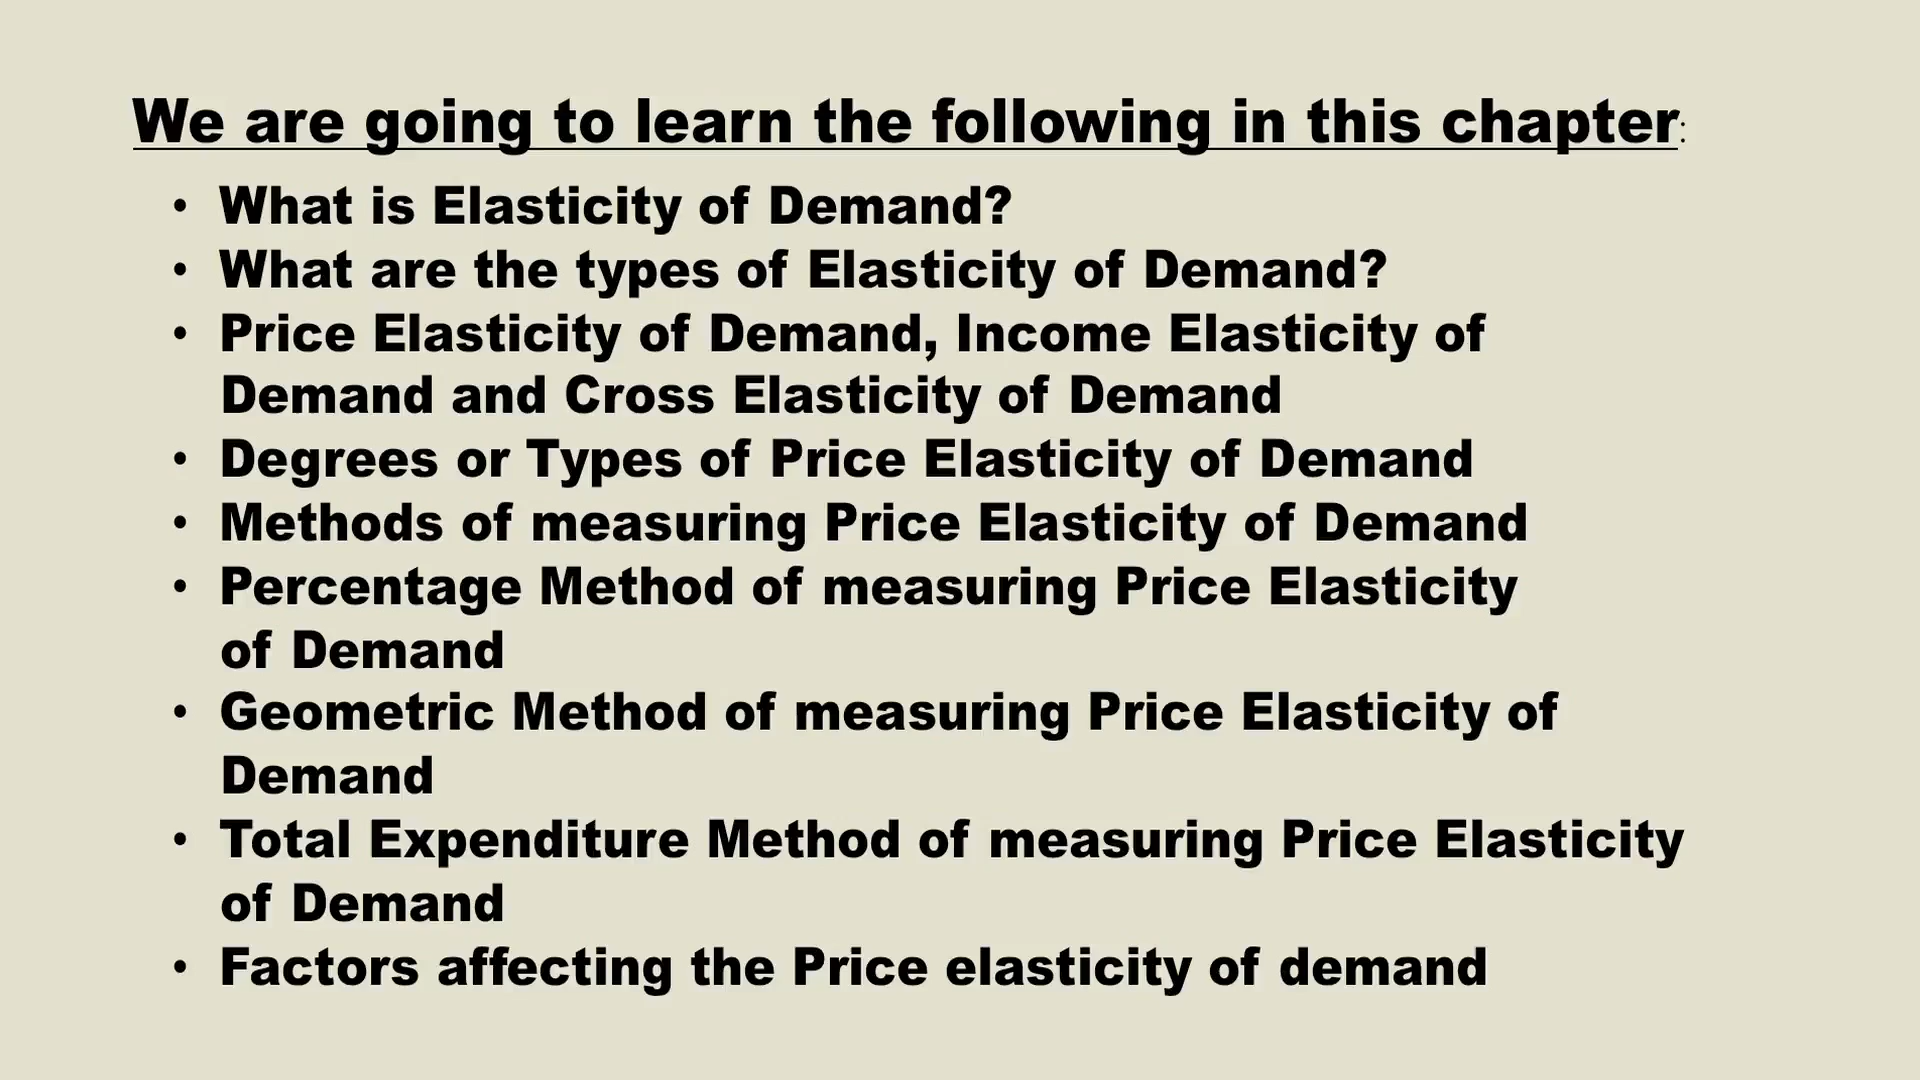 We are going to learn the following in this chapter:
• What is Elasticity of Demand?
• What are the types of Elasticity of Demand?
• Price Elasticity of Demand, Income Elasticity of
Demand and Cross Elasticity of Demand
• Degrees or Types of Price Elasticity of Demand
• Methods of measuring Price Elasticity of Demand
• Percentage Method of measuring Price Elasticity
of Demand
• Geometric Method of measuring Price Elasticity of
Demand
• Total Expenditure Method of measuring Price Elasticity
of Demand
• Factors affecting the Price elasticity of demand